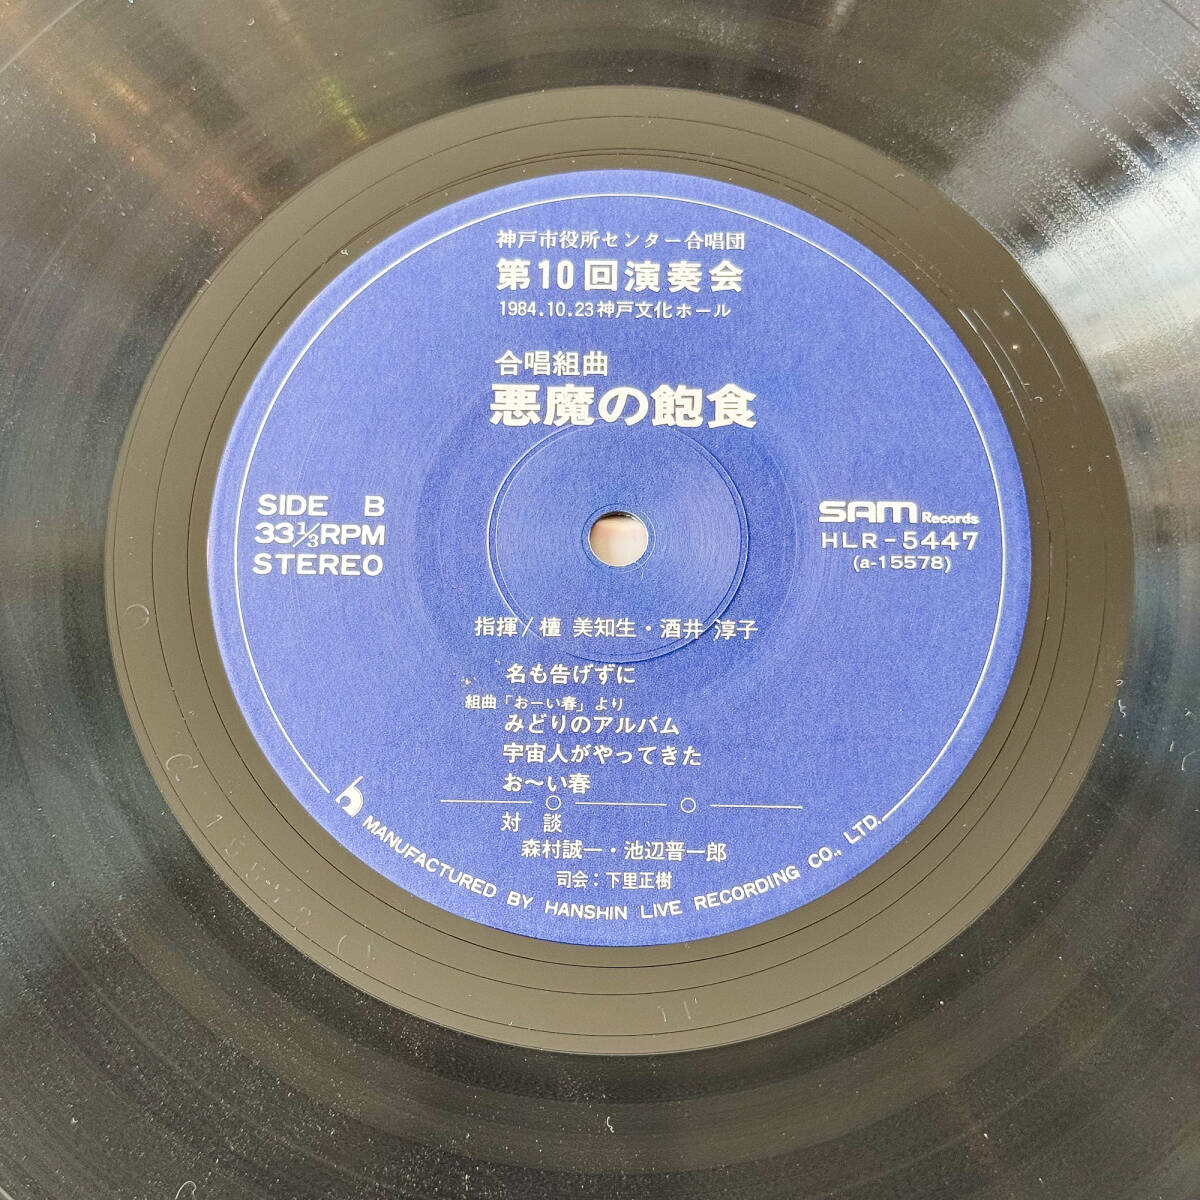 神戸市役所センター合唱団
第10回演奏会
1984.10.23神戸文化ホール
合唱組曲
悪魔の飽食
SIDE B
33⅓RPM
STEREO
SAM Records
HLR-5447
(a-15578)
指揮/檀 美知生・酒井 淳子
名も告げずに
組曲「おーい春」より
みどりのアルバム
宇宙人がやってきた
お〜い春
対 談
森村誠一・池辺晋一郎
司会：下里正樹
MANUFACTURED BY HANSHIN LIVE RECORDING CO., LTD.